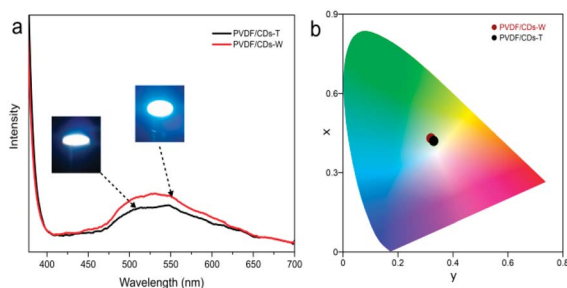 a
PVDF/CDs-T
PVDF/CDs-W
Intensity
400 450 500 550 600 650 700
Wavelength (nm)
b
PVDF/CDs-W
PVDF/CDs-T
0.9
0.6
0.3
0
x
0 0.2 0.4 0.6 0.8
y